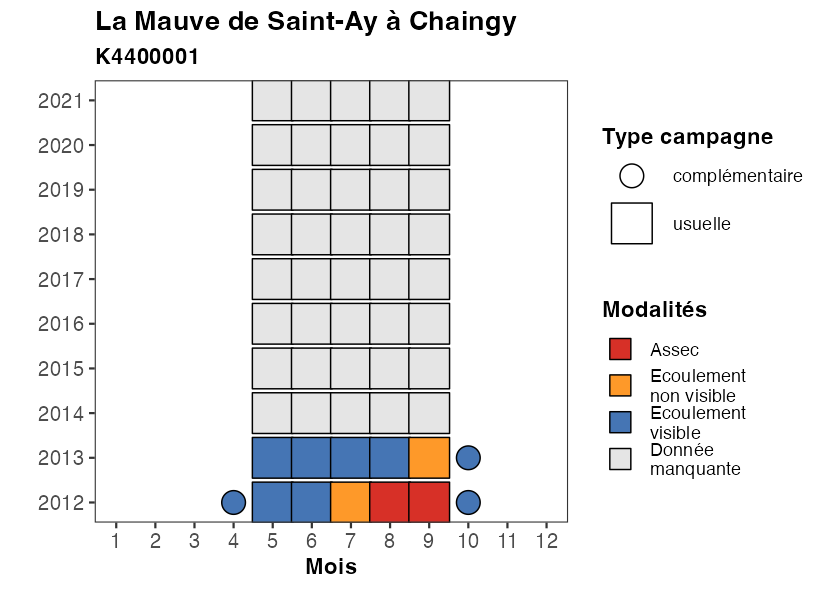 La Mauve de Saint-Ay à Chaingy
K4400001
2021
2020
2019
2018
2017
2016
2015
2014
2013
2012
1 2 3 4 5 6 7 8 9 10 11 12
Mois
Type campagne
complémentaire
usuelle
Modalités
Assec
Ecoulement
non visible
Ecoulement
visible
Donnée
manquante